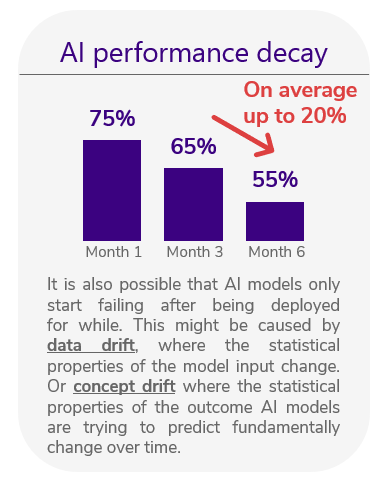 AI performance decay
On average
up to 20%
75%
65%
55%
Month 1
Month 3
Month 6
It is also possible that AI models only
start failing after being deployed
for while. This might be caused by
data drift, where the statistical
properties of the model input change.
Or concept drift where the statistical
properties of the outcome AI models
are trying to predict fundamentally
change over time.